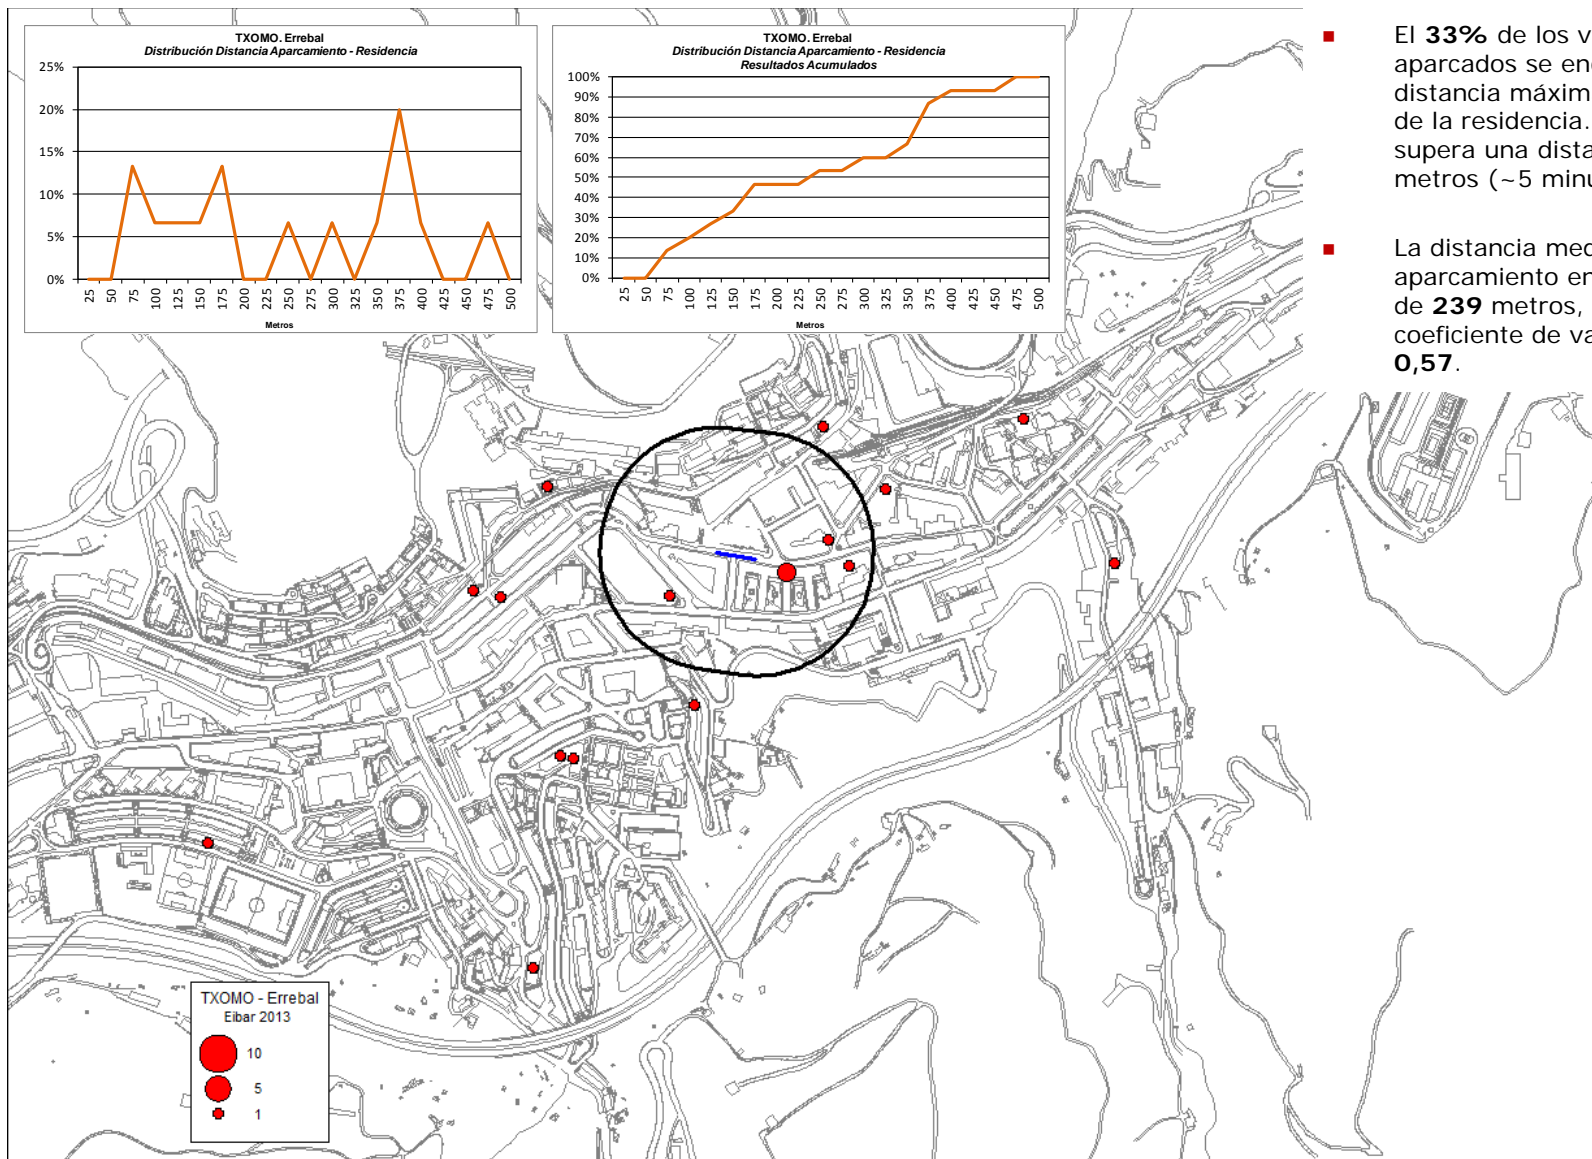 TXOMO. Errebal
Distribución Distancia Aparcamiento - Residencia
25%
20%
15%
10%
5%
0%
25 50 75 100 125 150 175 200 225 250 275 300 325 350 375 400 425 450 475 500
Metros
TXOMO. Errebal
Distribución Distancia Aparcamiento - Residencia
Resultados Acumulados
100%
90%
80%
70%
60%
50%
40%
30%
20%
10%
0%
25 50 75 100 125 150 175 200 225 250 275 300 325 350 375 400 425 450 475 500
Metros
El 33% de los v
aparcados se en
distancia máxim
de la residencia.
supera una dista
metros (~5 minu
La distancia med
aparcamiento en
de 239 metros,
coeficiente de va
0,57.
TXOMO - Errebal
Eibar 2013
10
5
1